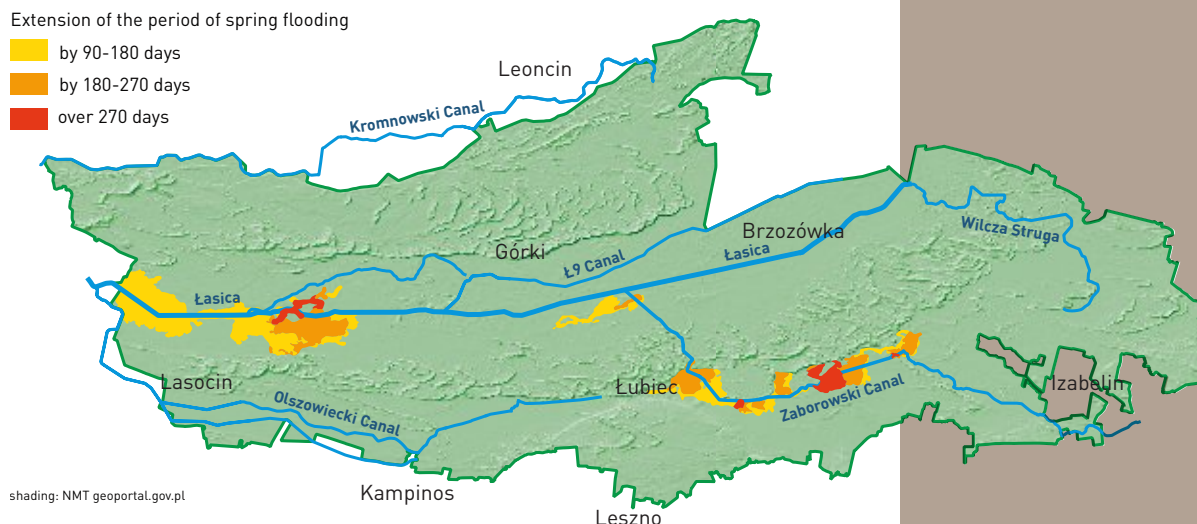 Extension of the period of spring flooding
by 90-180 days
by 180-270 days
over 270 days
Leoncin
Kromnowski Canal
Górki
Ł9 Canal
Brzozówka
Łasica
Wilcza Struga
Łasica
Lasocin
Olszowiecki Canal
Łubiec
Zaborowski Canal
Izabelin
Kampinos
Leszno
shading: NMT geoportal.gov.pl